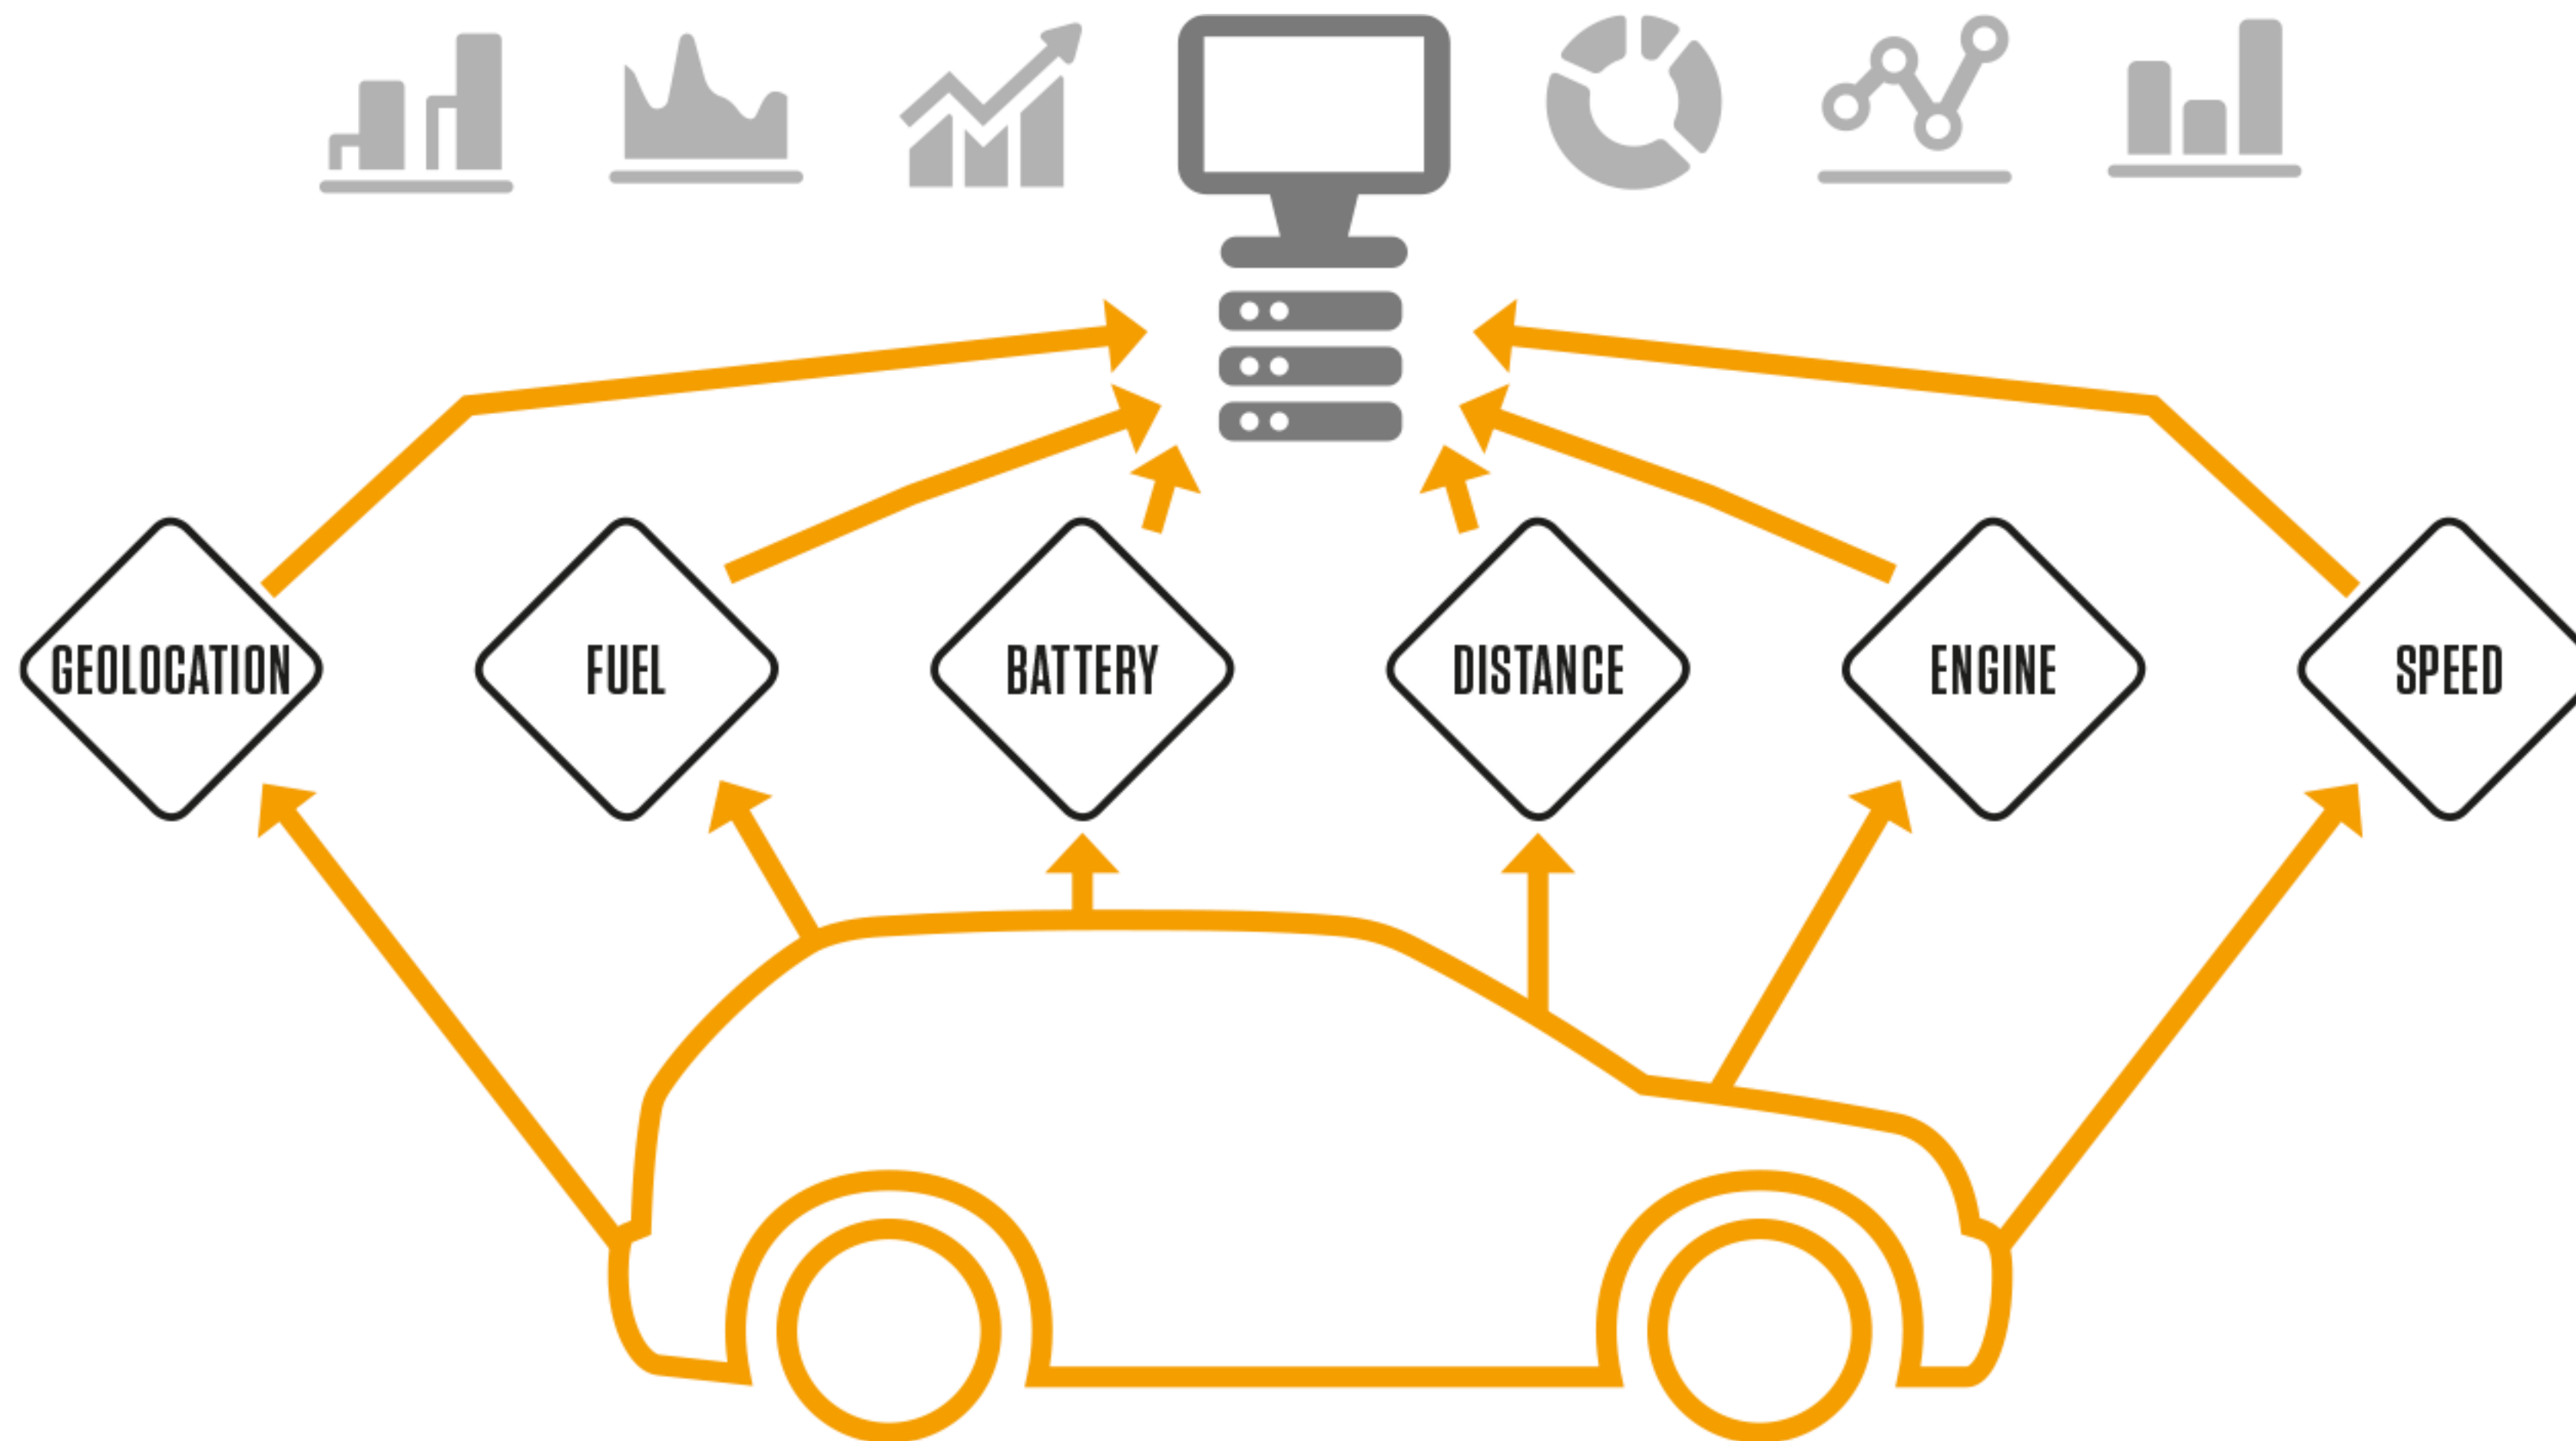 GEOLOCATION
FUEL
BATTERY
DISTANCE
ENGINE
SPEED